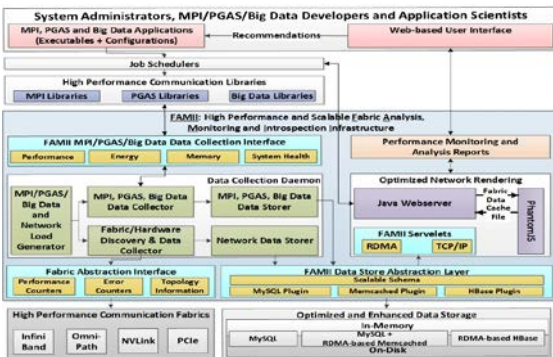 System Administrators, MPI/PGAS/Big Data Developers and Application Scientists
MPI, PGAS and Big Data Applications
(Executables + Configurations)
Recommendations
Web-based User Interface
Job Schedulers
High Performance Communication Libraries
MPI Libraries
PGAS Libraries
Big Data Libraries
FAMII: High Performance and Scalable Fabric Analysis,
Monitoring and Introspection Infrastructure
FAMII MPI/PGAS/Big Data Data Collection Interface
Performance
Energy
Memory
System Health
Performance Monitoring and
Analysis Reports
Data Collection Daemon
MPI/PGAS/
Big Data
and
Network
Load
Generator
MPI, PGAS, Big Data
Data Collector
MPI, PGAS, Big Data
Data Storer
Fabric/Hardware
Discovery & Data
Collector
Network Data Storer
Optimized Network Rendering
Java Webserver
Fabric
Data
Cache
File
PhantomJS
FAMII Servelets
RDMA
TCP/IP
Fabric Abstraction Interface
Performance
Counters
Error
Counters
Topology
Information
FAMII Data Store Abstraction Layer
Scalable Schema
MySQL Plugin
Memcached Plugin
HBase Plugin
High Performance Communication Fabrics
Infini
Band
Omni-
Path
NVLink
PCIe
Optimized and Enhanced Data Storage
In-Memory
MySQL
MySQL +
RDMA-based Memcached
RDMA-based HBase
On-Disk